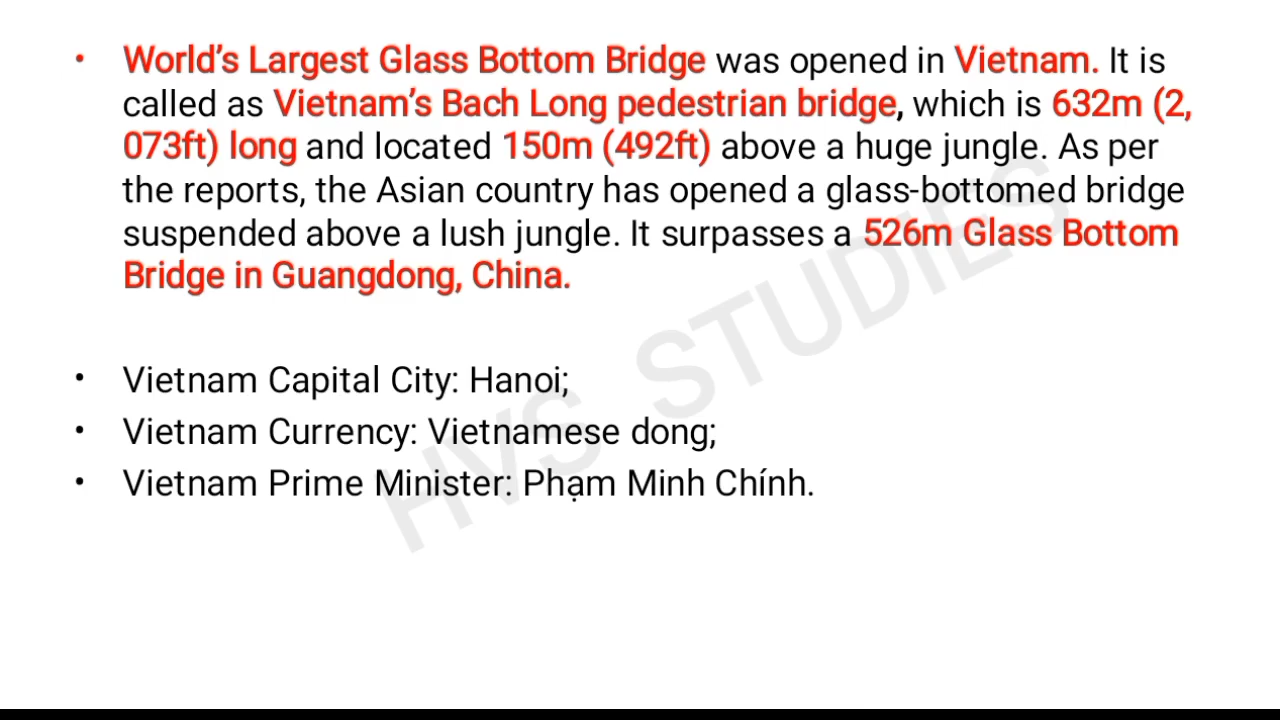 • World's Largest Glass Bottom Bridge was opened in Vietnam. It is
called as Vietnam's Bach Long pedestrian bridge, which is 632m (2,
073ft) long and located 150m (492ft) above a huge jungle. As per
the reports, the Asian country has opened a glass-bottomed bridge
suspended above a lush jungle. It surpasses a 526m Glass Bottom
Bridge in Guangdong, China.
• Vietnam Capital City: Hanoi;
• Vietnam Currency: Vietnamese dong;
• Vietnam Prime Minister: Phạm Minh Chính.
HVS STUDIES